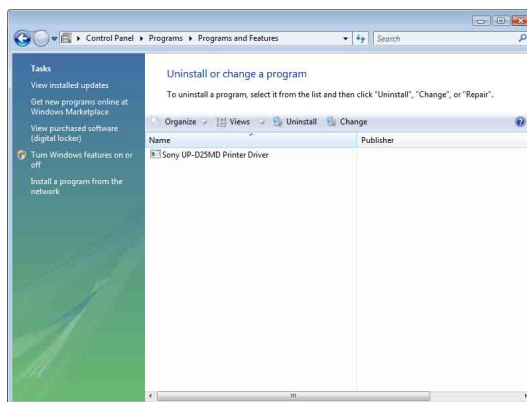 Control Panel ▸ Programs ▸ Programs and Features
Search
Tasks
View installed updates
Get new programs online at
Windows Marketplace
View purchased software
(digital locker)
Turn Windows features on or
off
Install a program from the
network
Uninstall or change a program
To uninstall a program, select it from the list and then click "Uninstall", "Change", or "Repair".
Organize Views Uninstall Change
Name Publisher
Sony UP-D25MD Printer Driver